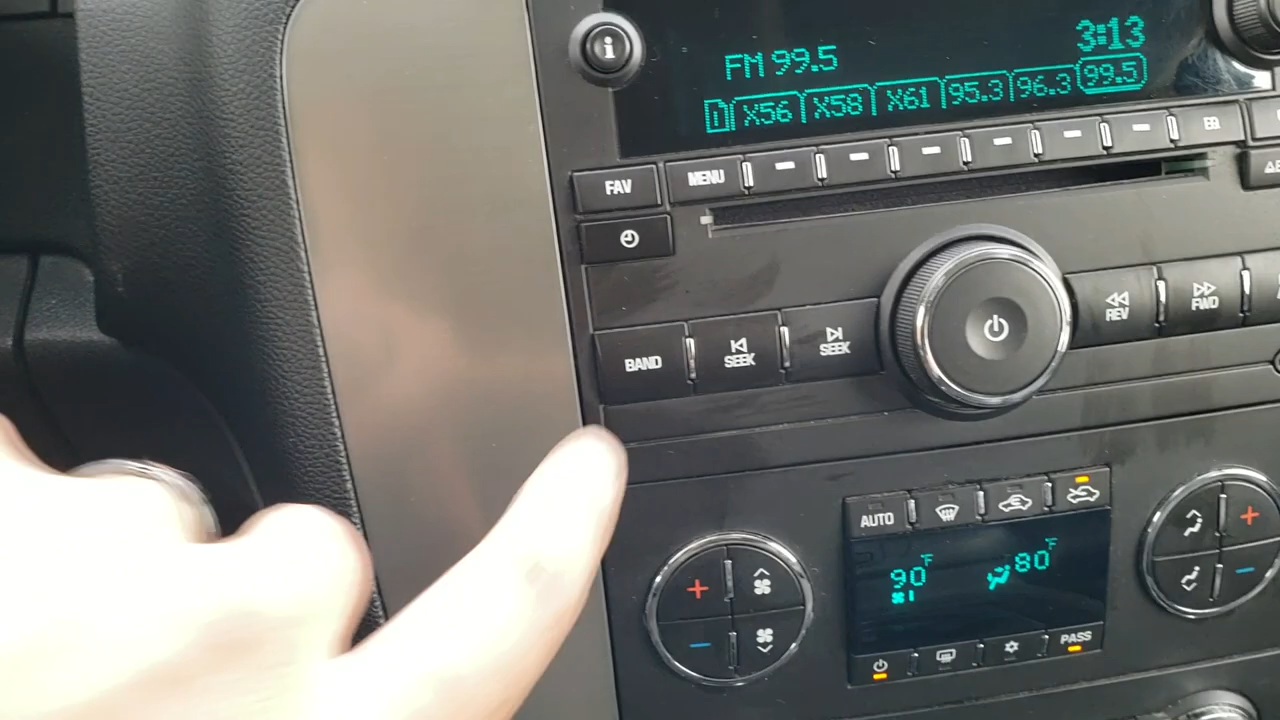 3:13
FM 99.5
1 X56 X58 X61 95.3 96.3 99.5
FAV MENU
BAND SEEK SEEK REV FWD
AUTO
90°F 80°F
PASS